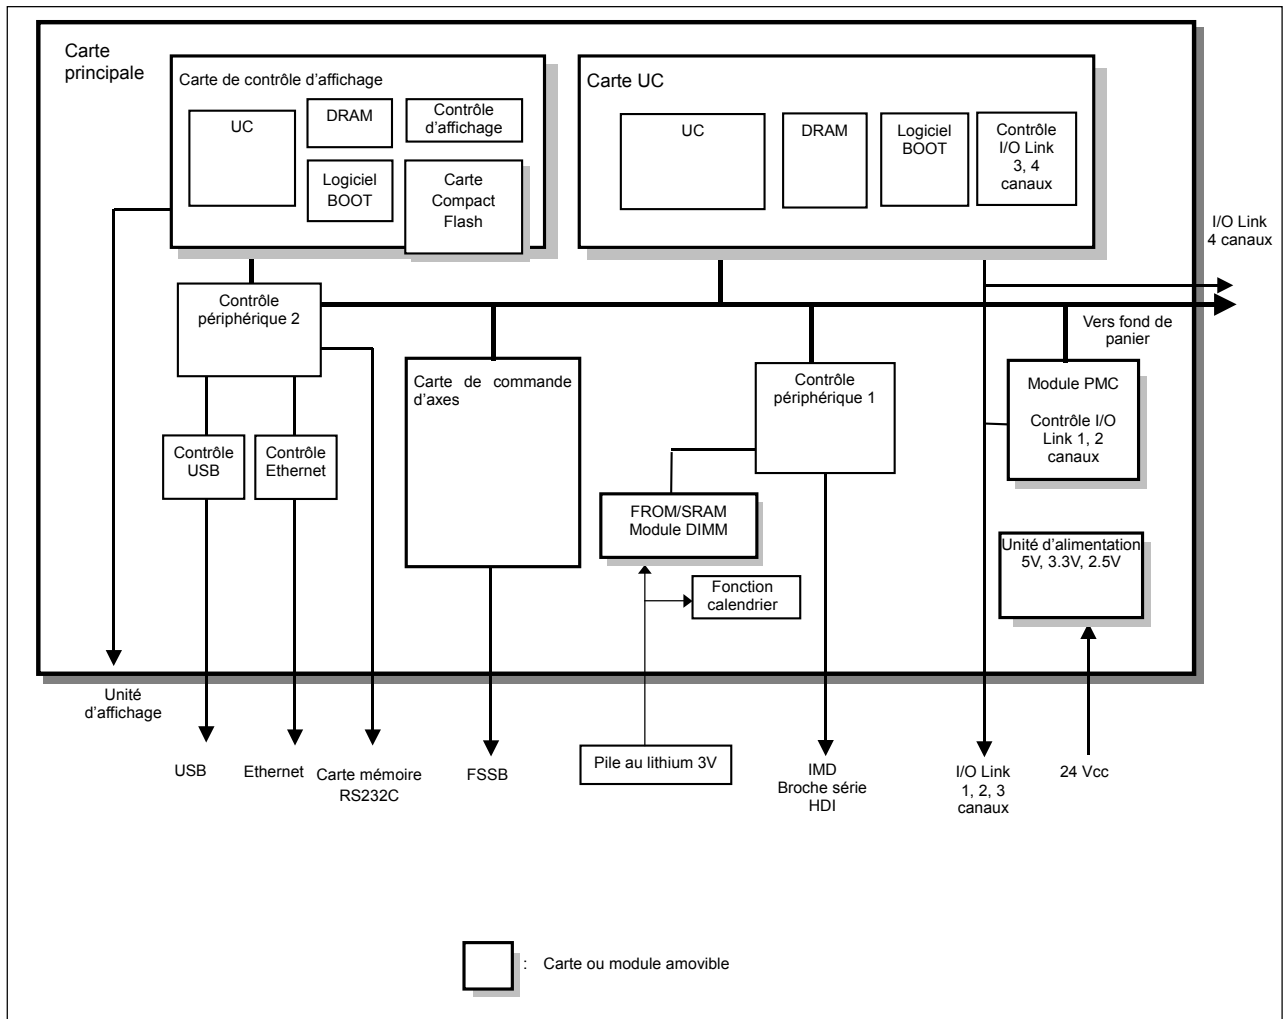 Carte
principale
Carte de contrôle d'affichage
UC
DRAM
Contrôle
d'affichage
Logiciel
BOOT
Carte
Compact
Flash
Carte UC
UC
DRAM
Logiciel
BOOT
Contrôle
I/O Link
3, 4
canaux
I/O Link
4 canaux
Contrôle
périphérique 2
Vers fond de
panier
Carte de commande
d'axes
Contrôle
périphérique 1
Module PMC
Contrôle I/O
Link 1, 2
canaux
Contrôle
USB
Contrôle
Ethernet
FROM/SRAM
Module DIMM
Unité d'alimentation
5V, 3.3V, 2.5V
Fonction
calendrier
Unité
d'affichage
USB
Ethernet
Carte mémoire
RS232C
FSSB
Pile au lithium 3V
IMD
Broche série
HDI
I/O Link
1, 2, 3
canaux
24 Vcc
: Carte ou module amovible